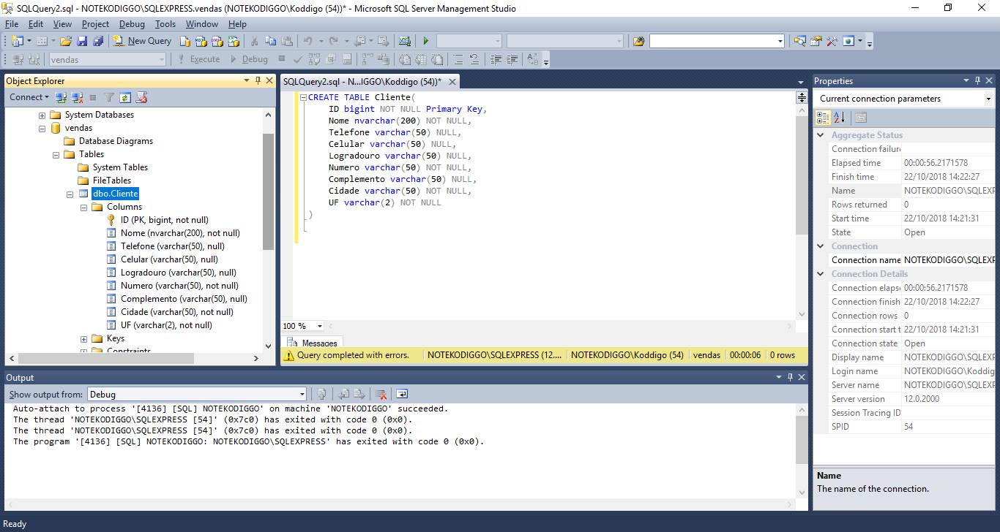 SQLQuery2.sql - NOTEKODIGGO\SQLEXPRESS.vendas (NOTEKODIGGO\Koddigo (54))* - Microsoft SQL Server Management Studio
File Edit View Project Debug Tools Window Help
New Query
vendas Execute Debug
Object Explorer
Connect
System Databases
vendas
Database Diagrams
Tables
System Tables
FileTables
dbo.Cliente
Columns
ID (PK, bigint, not null)
Nome (nvarchar(200), not null)
Telefone (varchar(50), null)
Celular (varchar(50), null)
Logradouro (varchar(50), null)
Numero (varchar(50), not null)
Complemento (varchar(50), null)
Cidade (varchar(50), not null)
UF (varchar(2), not null)
Keys
Constraints
SQLQuery2.sql - N...IGGO\Koddigo (54))*
CREATE TABLE Cliente(
ID bigint NOT NULL Primary Key,
Nome nvarchar(200) NOT NULL,
Telefone varchar(50) NULL,
Celular varchar(50) NULL,
Logradouro varchar(50) NULL,
Numero varchar(50) NOT NULL,
Complemento varchar(50) NULL,
Cidade varchar(50) NOT NULL,
UF varchar(2) NOT NULL
)
100 %
Messages
Query completed with errors. NOTEKODIGGO\SQLEXPRESS (12.... NOTEKODIGGO\Koddigo (54) vendas 00:00:06 0 rows
Properties
Current connection parameters
Aggregate Status
Connection failure
Elapsed time 00:00:56.2171578
Finish time 22/10/2018 14:22:27
Name NOTEKODIGGO\SQLEXP
Rows returned 0
Start time 22/10/2018 14:21:31
State Open
Connection
Connection name NOTEKODIGGO\SQLEXP
Connection Details
Connection elapse 00:00:56.2171578
Connection finish 22/10/2018 14:22:27
Connection rows 0
Connection start t 22/10/2018 14:21:31
Connection state Open
Display name NOTEKODIGGO\SQLEXP
Login name NOTEKODIGGO\Koddig
Server name NOTEKODIGGO\SQLEXP
Server version 12.0.2000
Session Tracing ID
SPID 54
Name
The name of the connection.
Output
Show output from: Debug
Auto-attach to process '[4136] [SQL] NOTEKODIGGO' on machine 'NOTEKODIGGO' succeeded.
The thread 'NOTEKODIGGO\SQLEXPRESS [54]' (0x7c0) has exited with code 0 (0x0).
The thread 'NOTEKODIGGO\SQLEXPRESS [54]' (0x7c0) has exited with code 0 (0x0).
The program '[4136] [SQL] NOTEKODIGGO: NOTEKODIGGO\SQLEXPRESS' has exited with code 0 (0x0).
Ready